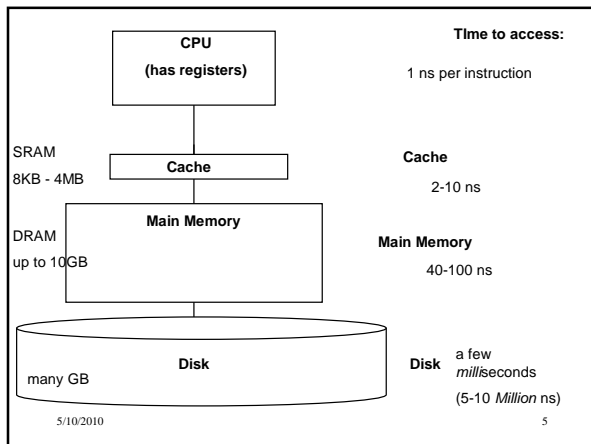 CPU
(has registers)
TIme to access:
1 ns per instruction
SRAM
8KB - 4MB
Cache
Cache
2-10 ns
DRAM
up to 10GB
Main Memory
Main Memory
40-100 ns
many GB
Disk
Disk
a few
milliseconds
(5-10 Million ns)
5/10/2010
5